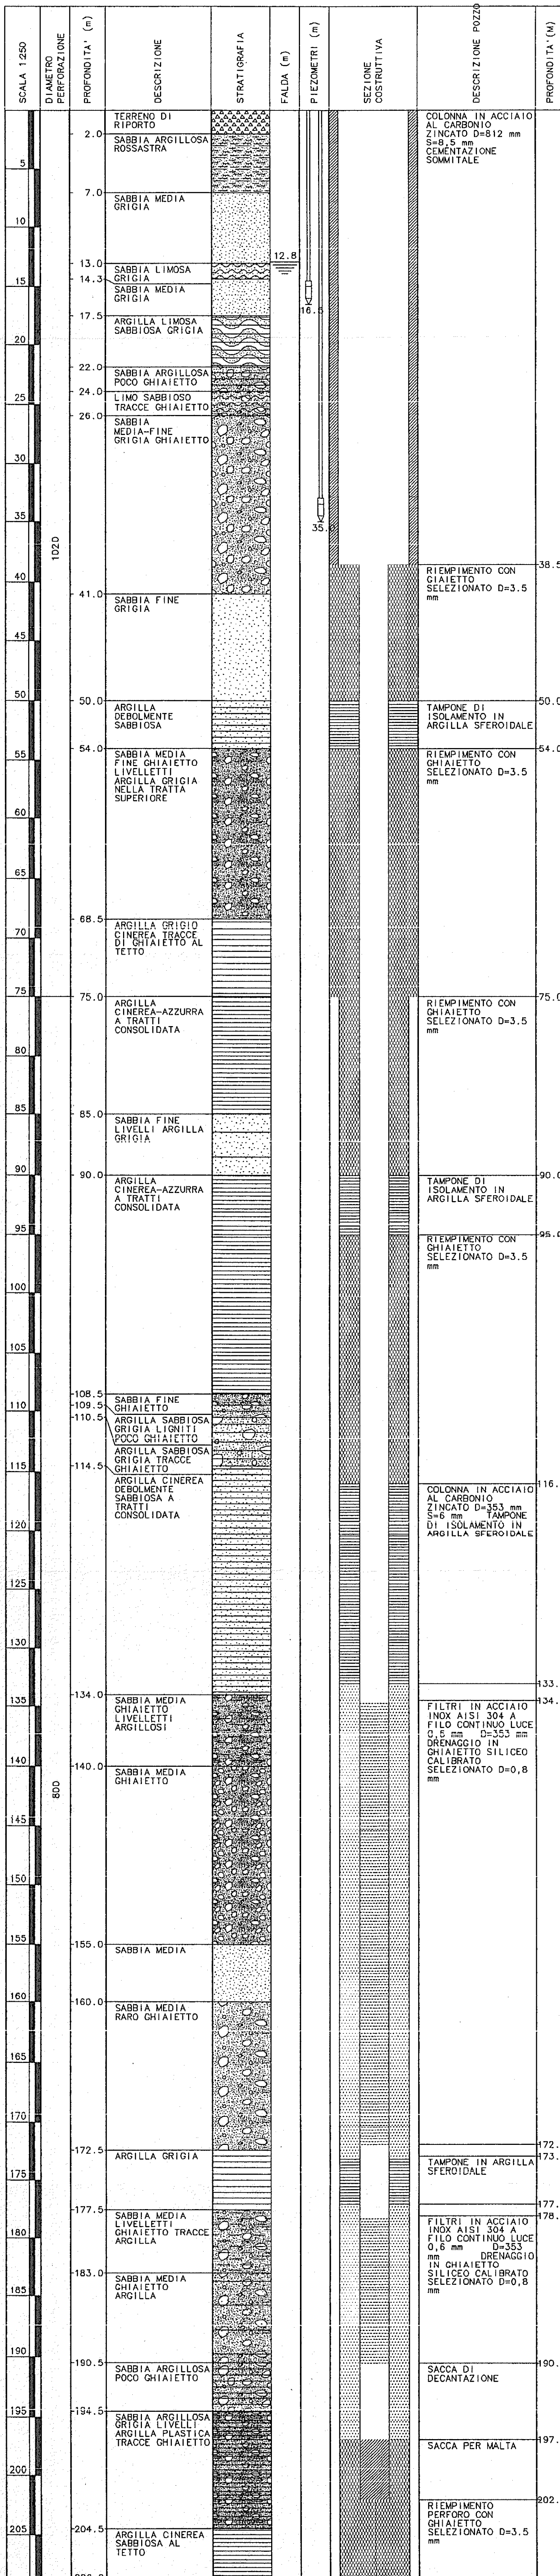 SCALA 1:250
DIAMETRO
PERFORAZIONE
PROFONDITA' (m)
DESCRIZIONE
STRATIGRAFIA
FALDA (m)
PIEZOMETRI (m)
SEZIONE
COSTRUTTIVA
DESCRIZIONE POZZO
PROFONDITA'(M)
5
10
15
20
25
30
35
40
45
50
55
60
65
70
75
80
85
90
95
100
105
110
115
120
125
130
135
140
145
150
155
160
165
170
175
180
185
190
195
200
205
1020
800
TERRENO DI
RIPORTO
2.0
SABBIA ARGILLOSA
ROSSASTRA
7.0
SABBIA MEDIA
GRIGIA
13.0
SABBIA LIMOSA
GRIGIA
14.3
SABBIA MEDIA
GRIGIA
17.5
ARGILLA LIMOSA
SABBIOSA GRIGIA
22.0
SABBIA ARGILLOSA
POCO GHIAIETTO
24.0
LIMO SABBIOSO
TRACCE GHIAIETTO
26.0
SABBIA
MEDIA-FINE
GRIGIA GHIAIETTO
41.0
SABBIA FINE
GRIGIA
50.0
ARGILLA
DEBOLMENTE
SABBIOSA
54.0
SABBIA MEDIA
FINE GHIAIETTO
LIVELLETTI
ARGILLA GRIGIA
NELLA TRATTA
SUPERIORE
68.5
ARGILLA GRIGIO
CINEREA TRACCE
DI GHIAIETTO AL
TETTO
75.0
ARGILLA
CINEREA-AZZURRA
A TRATTI
CONSOLIDATA
85.0
SABBIA FINE
LIVELLI ARGILLA
GRIGIA
90.0
ARGILLA
CINEREA-AZZURRA
A TRATTI
CONSOLIDATA
108.5
SABBIA FINE
GHIAIETTO
109.5
ARGILLA SABBIOSA
GRIGIA LIGNITI
POCO GHIAIETTO
110.5
ARGILLA SABBIOSA
GRIGIA TRACCE
GHIAIETTO
114.5
ARGILLA CINEREA
DEBOLMENTE
SABBIOSA A
TRATTI
CONSOLIDATA
134.0
SABBIA MEDIA
GHIAIETTO
LIVELLETTI
ARGILLOSI
140.0
SABBIA MEDIA
GHIAIETTO
155.0
SABBIA MEDIA
160.0
SABBIA MEDIA
RARO GHIAIETTO
172.5
ARGILLA GRIGIA
177.5
SABBIA MEDIA
LIVELLETTI
GHIAIETTO TRACCE
ARGILLA
183.0
SABBIA MEDIA
GHIAIETTO
ARGILLA
190.5
SABBIA ARGILLOSA
POCO GHIAIETTO
194.5
SABBIA ARGILLOSA
GRIGIA LIVELLI
ARGILLA PLASTICA
TRACCE GHIAIETTO
204.5
ARGILLA CINEREA
SABBIOSA AL
TETTO
12.8
16.5
35.0
COLONNA IN ACCIAIO
AL CARBONIO
ZINCATO D=812 mm
S=8,5 mm
CEMENTAZIONE
SOMMITALE
38.5
RIEMPIMENTO CON
GIAIETTO
SELEZIONATO D=3.5
mm
50.0
TAMPONE DI
ISOLAMENTO IN
ARGILLA SFEROIDALE
54.0
RIEMPIMENTO CON
GHIAIETTO
SELEZIONATO D=3.5
mm
75.0
RIEMPIMENTO CON
GHIAIETTO
SELEZIONATO D=3.5
mm
90.0
TAMPONE DI
ISOLAMENTO IN
ARGILLA SFEROIDALE
95.0
RIEMPIMENTO CON
GHIAIETTO
SELEZIONATO D=3.5
mm
116.
COLONNA IN ACCIAIO
AL CARBONIO
ZINCATO D=353 mm
S=6 mm TAMPONE
DI ISOLAMENTO IN
ARGILLA SFEROIDALE
133.
134.
FILTRI IN ACCIAIO
INOX AISI 304 A
FILO CONTINUO LUCE
0,6 mm D=353 mm
DRENAGGIO IN
GHIAIETTO SILICEO
CALIBRATO
SELEZIONATO D=0,8
mm
172.
173.
TAMPONE IN ARGILLA
SFEROIDALE
177.
178.
FILTRI IN ACCIAIO
INOX AISI 304 A
FILO CONTINUO LUCE
0,6 mm D=353
mm DRENAGGIO
IN GHIAIETTO
SILICEO CALIBRATO
SELEZIONATO D=0,8
mm
190.
SACCA DI
DECANTAZIONE
197.
SACCA PER MALTA
202.
RIEMPIMENTO
PERFORO CON
GHIAIETTO
SELEZIONATO D=3.5
mm